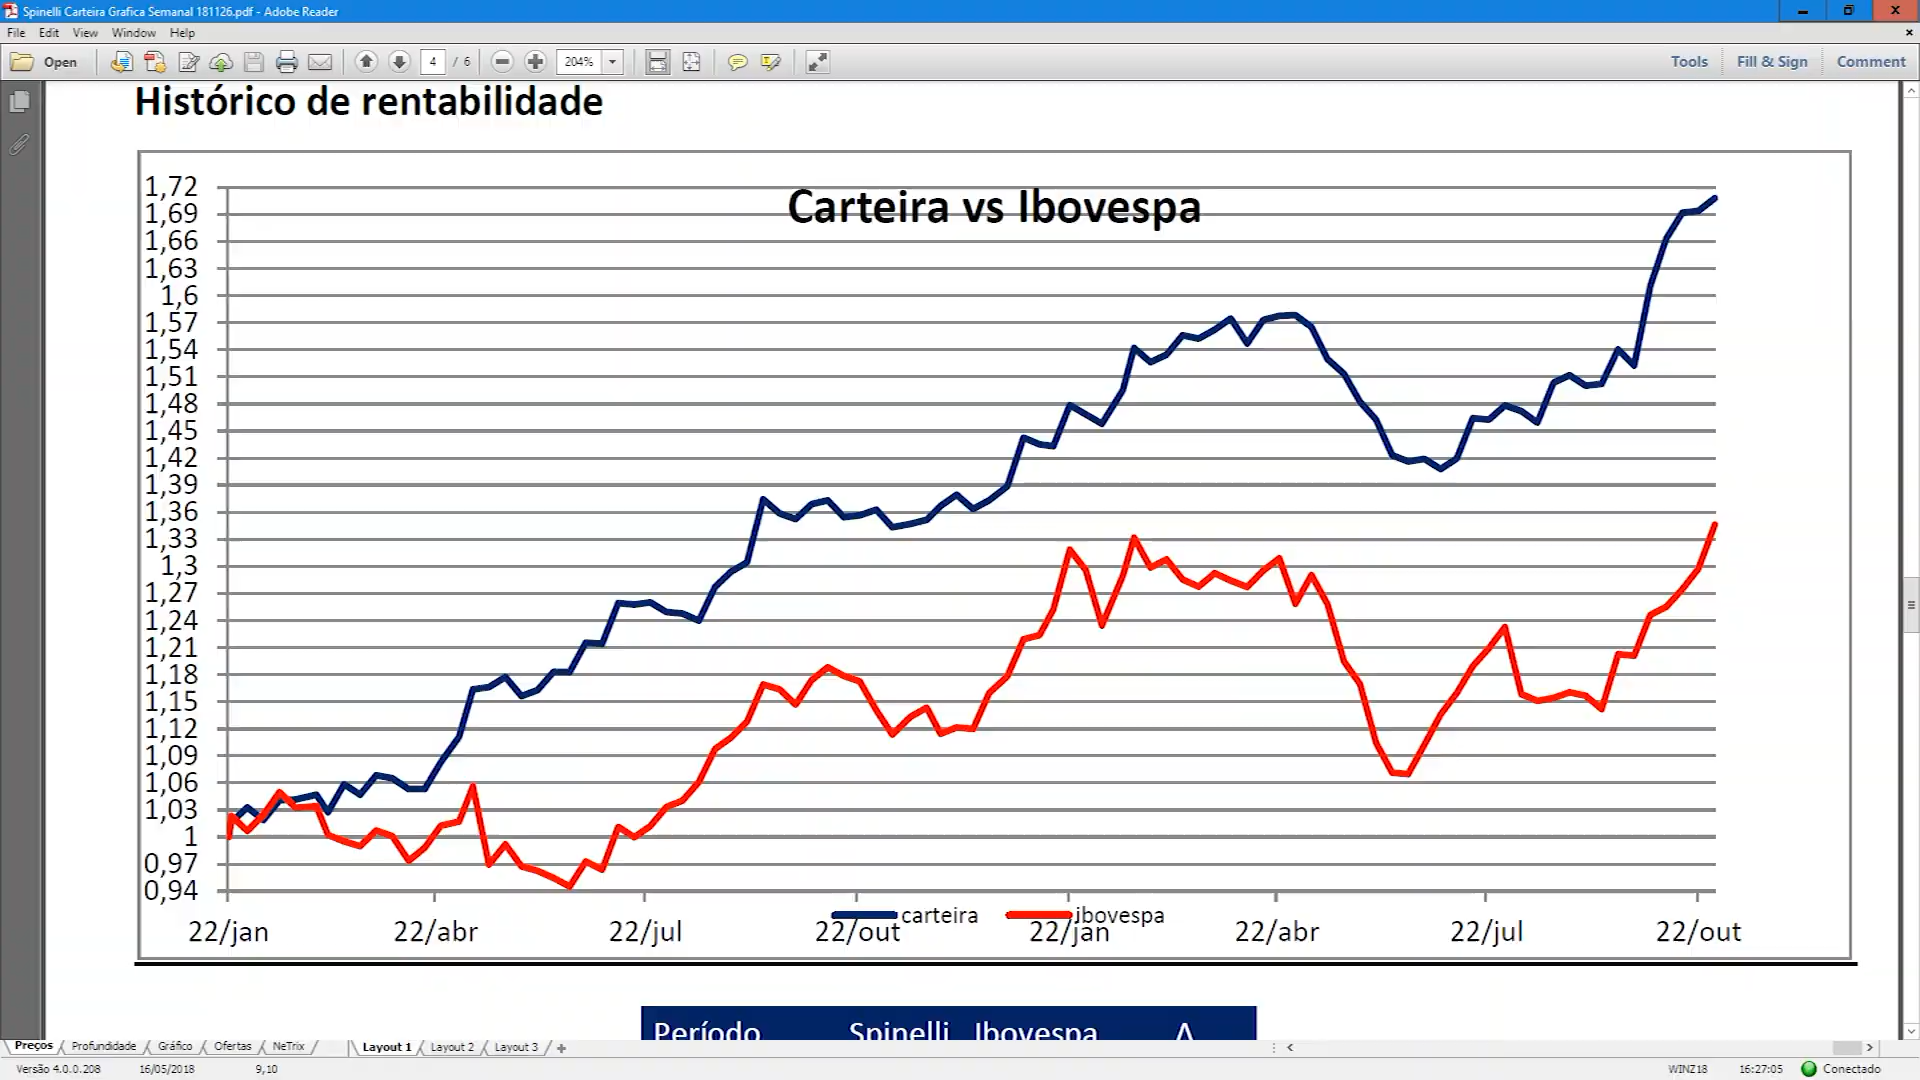 Spinelli Carteira Grafica Semanal 181126.pdf - Adobe Reader
File Edit View Window Help
Open 4 / 6 204% Tools Fill & Sign Comment
Histórico de rentabilidade
Carteira vs Ibovespa
1,72
1,69
1,66
1,63
1,6
1,57
1,54
1,51
1,48
1,45
1,42
1,39
1,36
1,33
1,3
1,27
1,24
1,21
1,18
1,15
1,12
1,09
1,06
1,03
1
0,97
0,94
carteira ibovespa
22/jan 22/abr 22/jul 22/out 22/jan 22/abr 22/jul 22/out
Período Spinelli Ibovespa Δ
Preços Profundidade Gráfico Ofertas NeTrix Layout 1 Layout 2 Layout 3
Versão 4.0.0.208 16/05/2018 9,10 WINZ18 16:27:05 Conectado